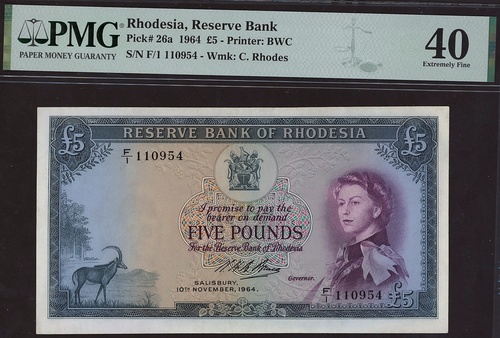 PMG
PAPER MONEY GUARANTY
Rhodesia, Reserve Bank
Pick# 26a 1964 £5 - Printer: BWC
S/N F/1 110954 - Wmk: C. Rhodes
40
Extremely Fine
£5 RESERVE BANK OF RHODESIA £5
F/1 110954
I promise to pay the
bearer on demand
FIVE POUNDS
For the Reserve Bank of Rhodesia
Governor.
SALISBURY,
10TH NOVEMBER, 1964.
F/1 110954 £5